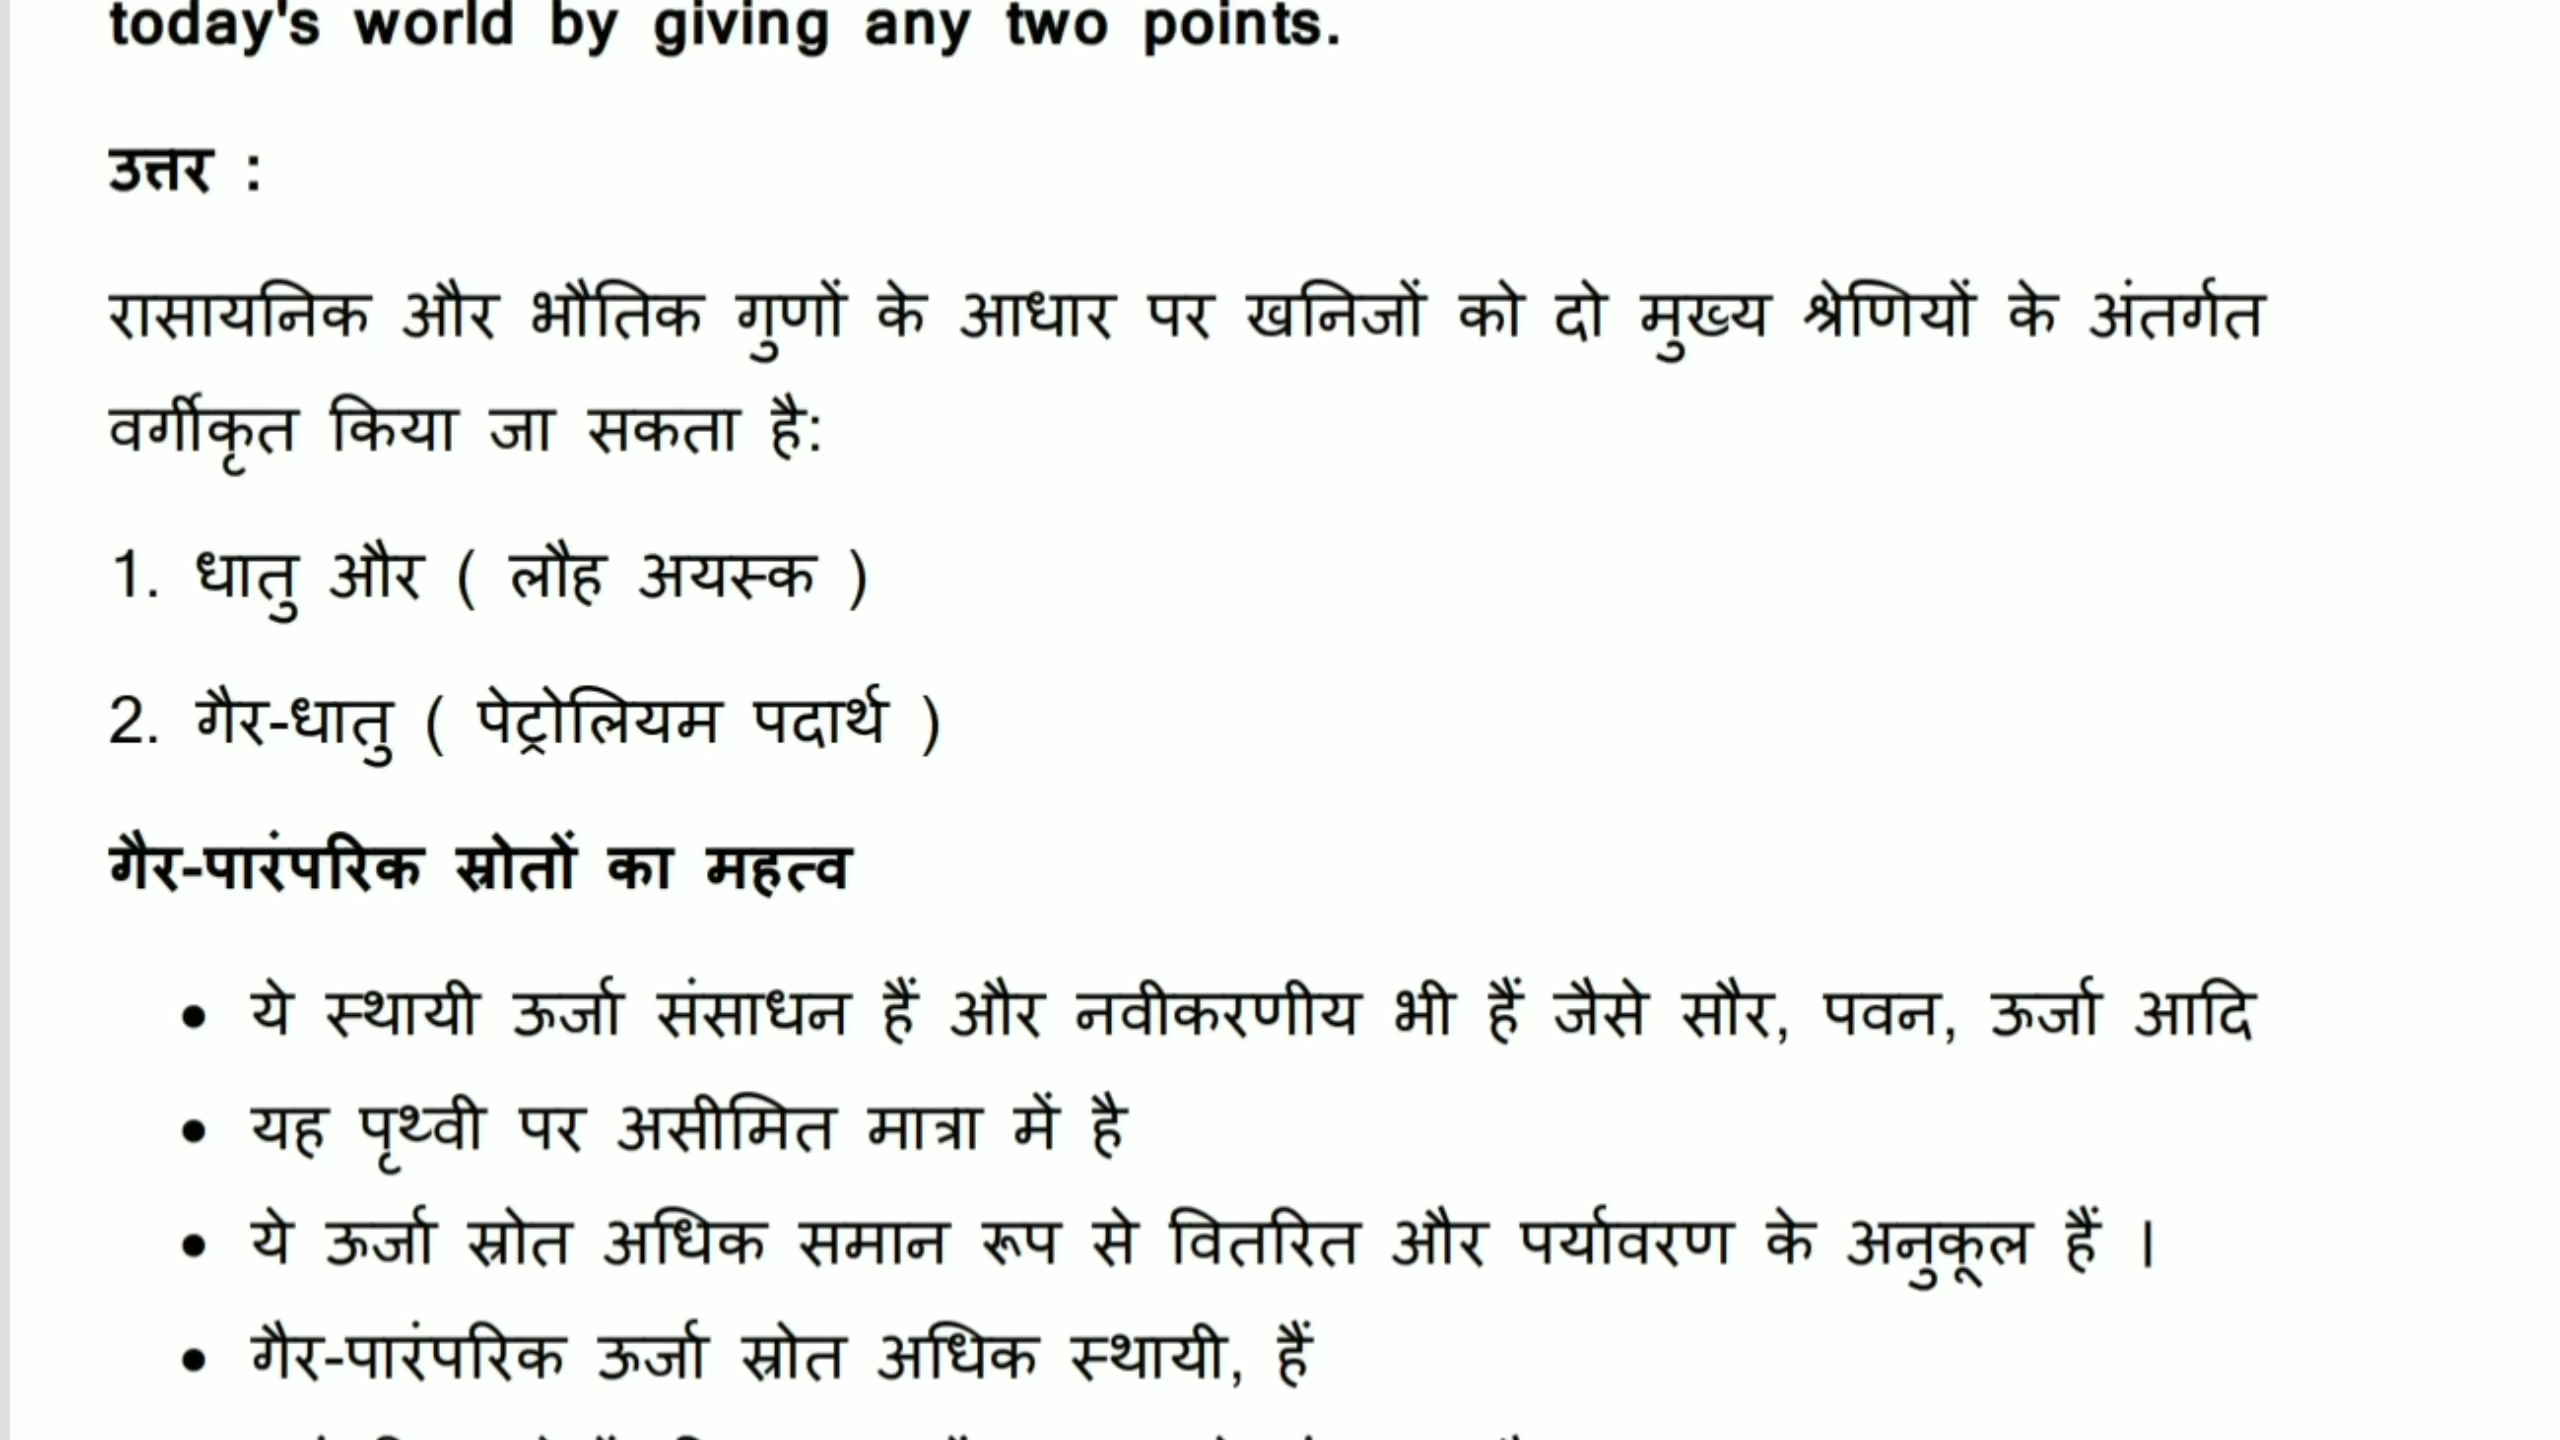 today's world by giving any two points.
उत्तर :
रासायनिक और भौतिक गुणों के आधार पर खनिजों को दो मुख्य श्रेणियों के अंतर्गत
वर्गीकृत किया जा सकता है:
1. धातु और ( लौह अयस्क )
2. गैर-धातु ( पेट्रोलियम पदार्थ )
गैर-पारंपरिक स्रोतों का महत्व
• ये स्थायी ऊर्जा संसाधन हैं और नवीकरणीय भी हैं जैसे सौर, पवन, ऊर्जा आदि
• यह पृथ्वी पर असीमित मात्रा में है
• ये ऊर्जा स्रोत अधिक समान रूप से वितरित और पर्यावरण के अनुकूल हैं ।
• गैर-पारंपरिक ऊर्जा स्रोत अधिक स्थायी, हैं